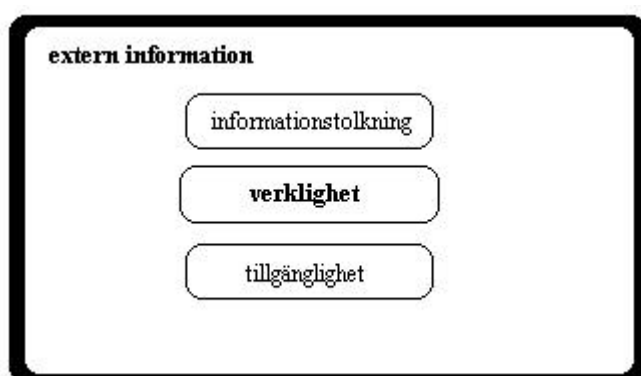 extern information
informationstolkning
verklighet
tillgänglighet